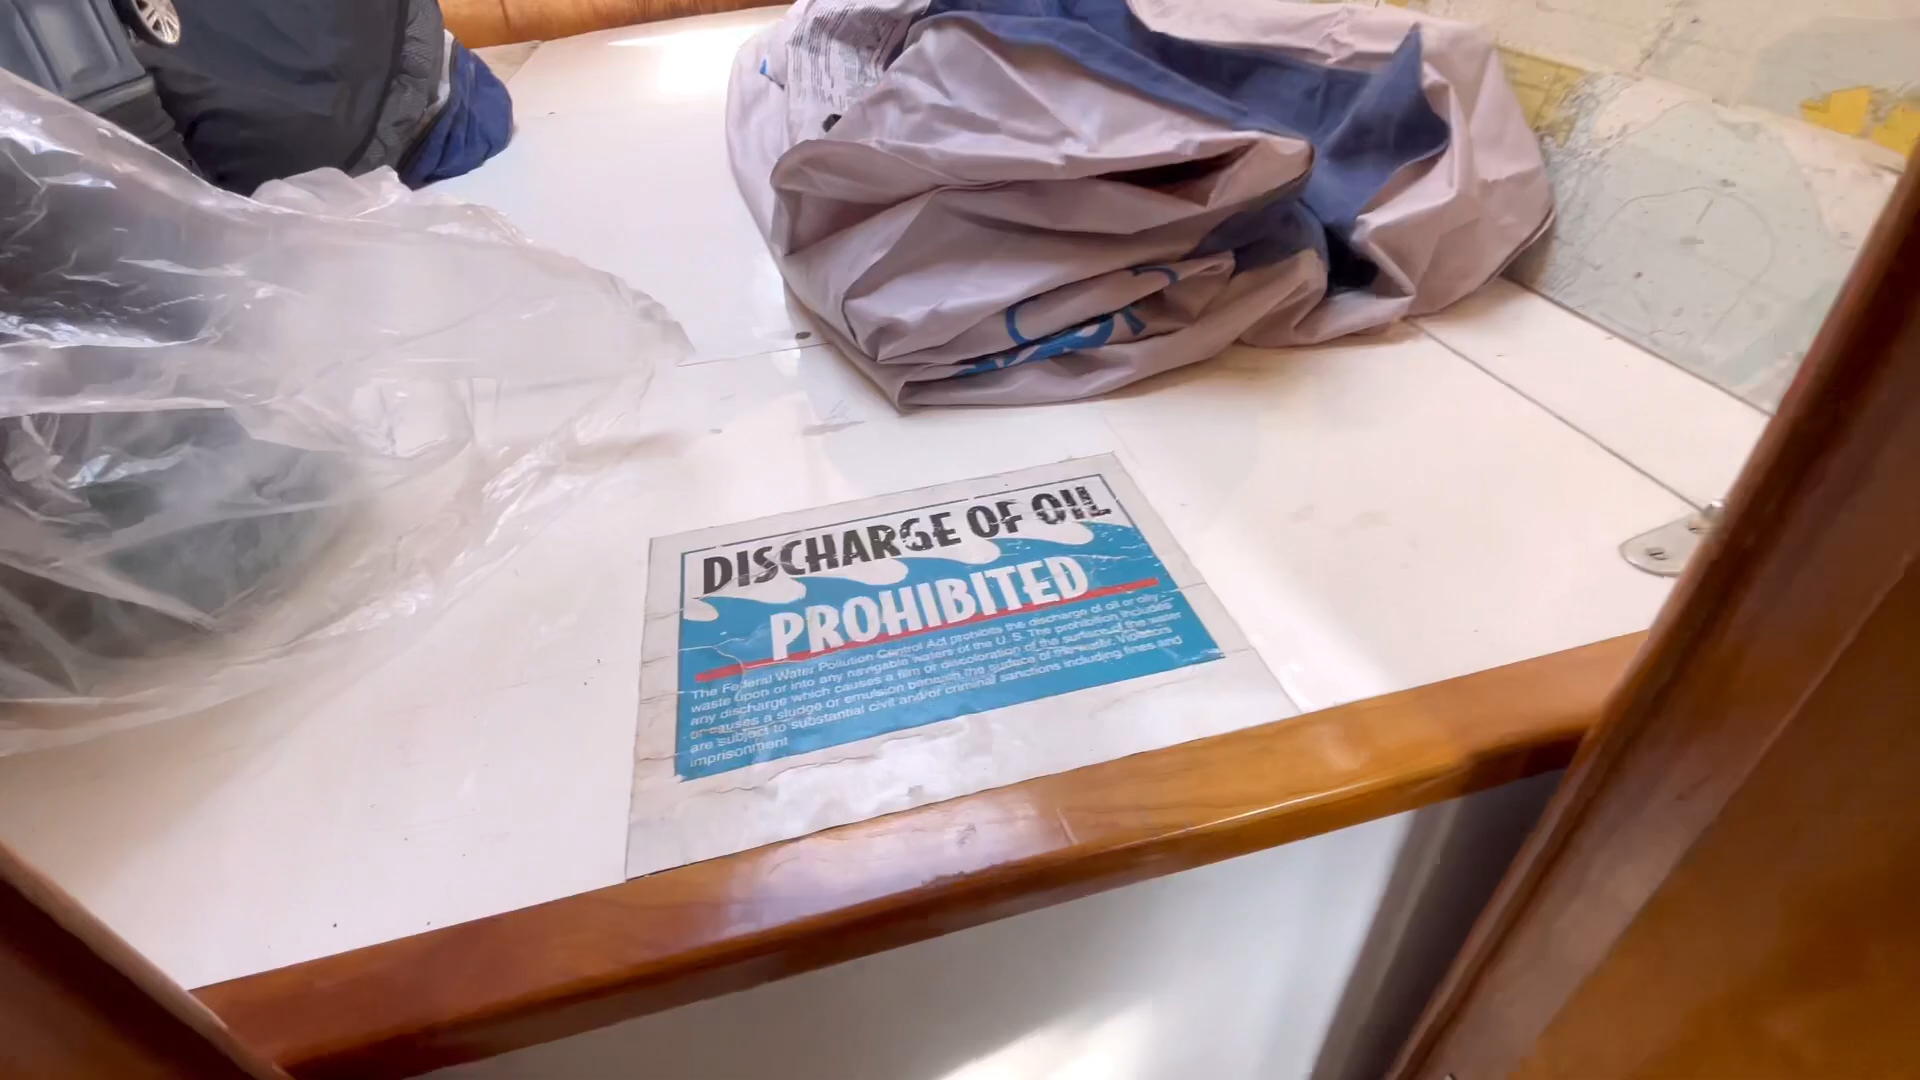 DISCHARGE OF OIL
PROHIBITED
The Federal Water Pollution Control Act prohibits the discharge of oil or oily
waste upon or into any navigable waters of the U.S. The prohibition includes
any discharge which causes a film or discoloration of the surface of the water
or causes a sludge or emulsion beneath the surface of the water. Violators
are subject to substantial civil and/or criminal sanctions including fines and
imprisonment